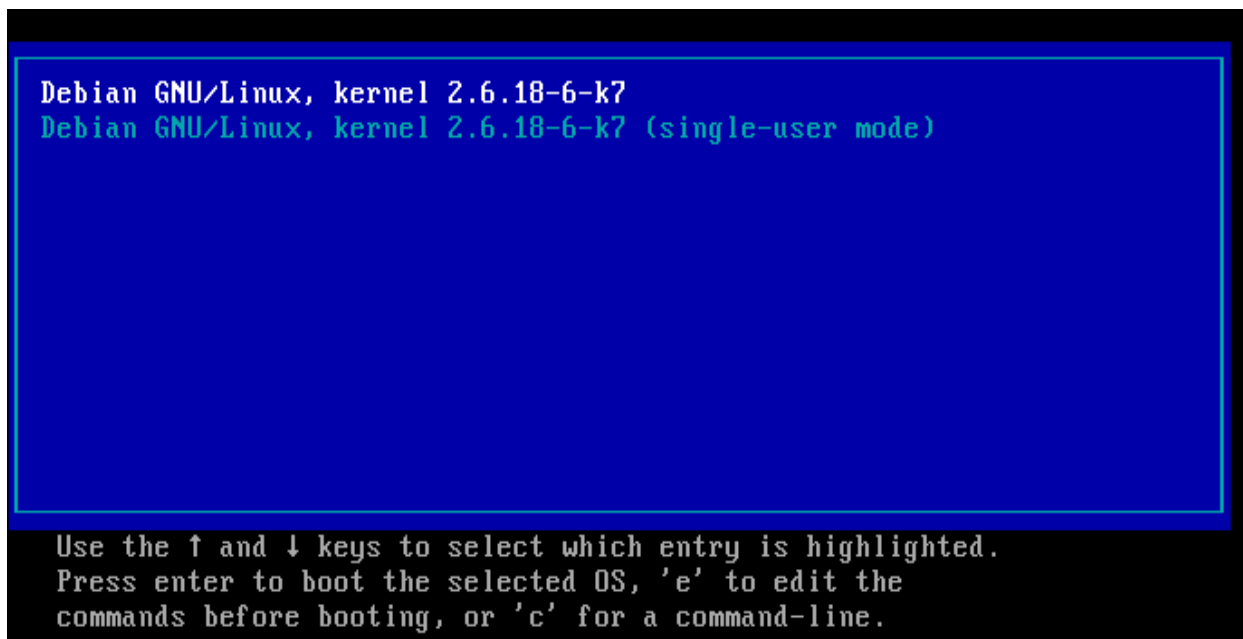 Debian GNU/Linux, kernel 2.6.18-6-k7
Debian GNU/Linux, kernel 2.6.18-6-k7 (single-user mode)
Use the ↑ and ↓ keys to select which entry is highlighted.
Press enter to boot the selected OS, 'e' to edit the
commands before booting, or 'c' for a command-line.